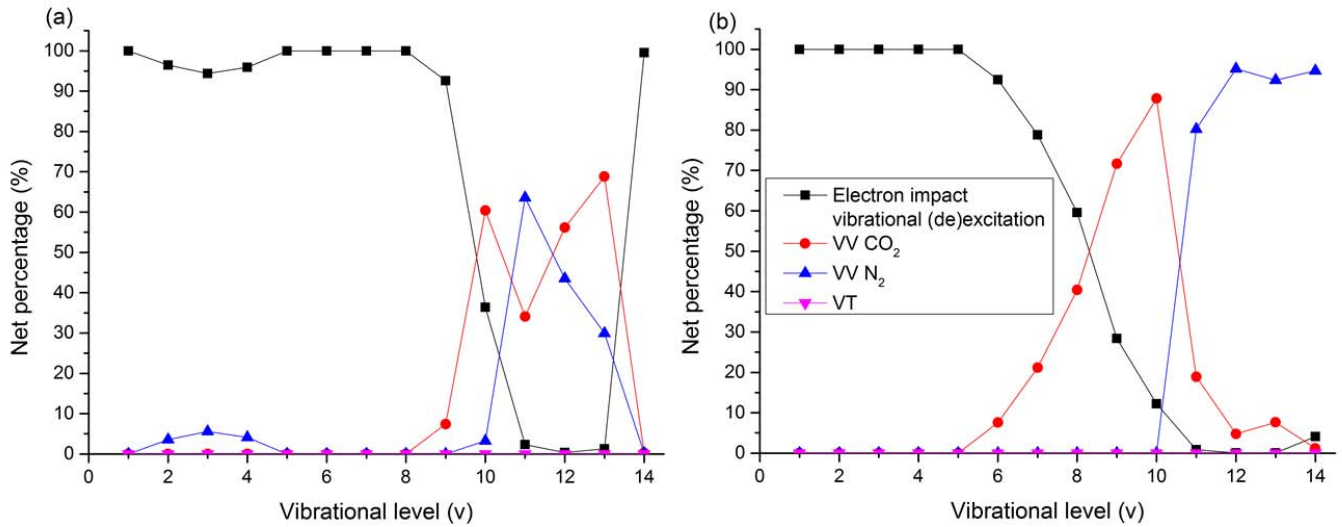 (a)
100
90
80
70
60
50
40
30
20
10
0
Net percentage (%)
0 2 4 6 8 10 12 14
Vibrational level (v)
(b)
100
90
80
70
60
50
40
30
20
10
0
Net percentage (%)
Electron impact
vibrational (de)excitation
VV CO₂
VV N₂
VT
0 2 4 6 8 10 12 14
Vibrational level (v)